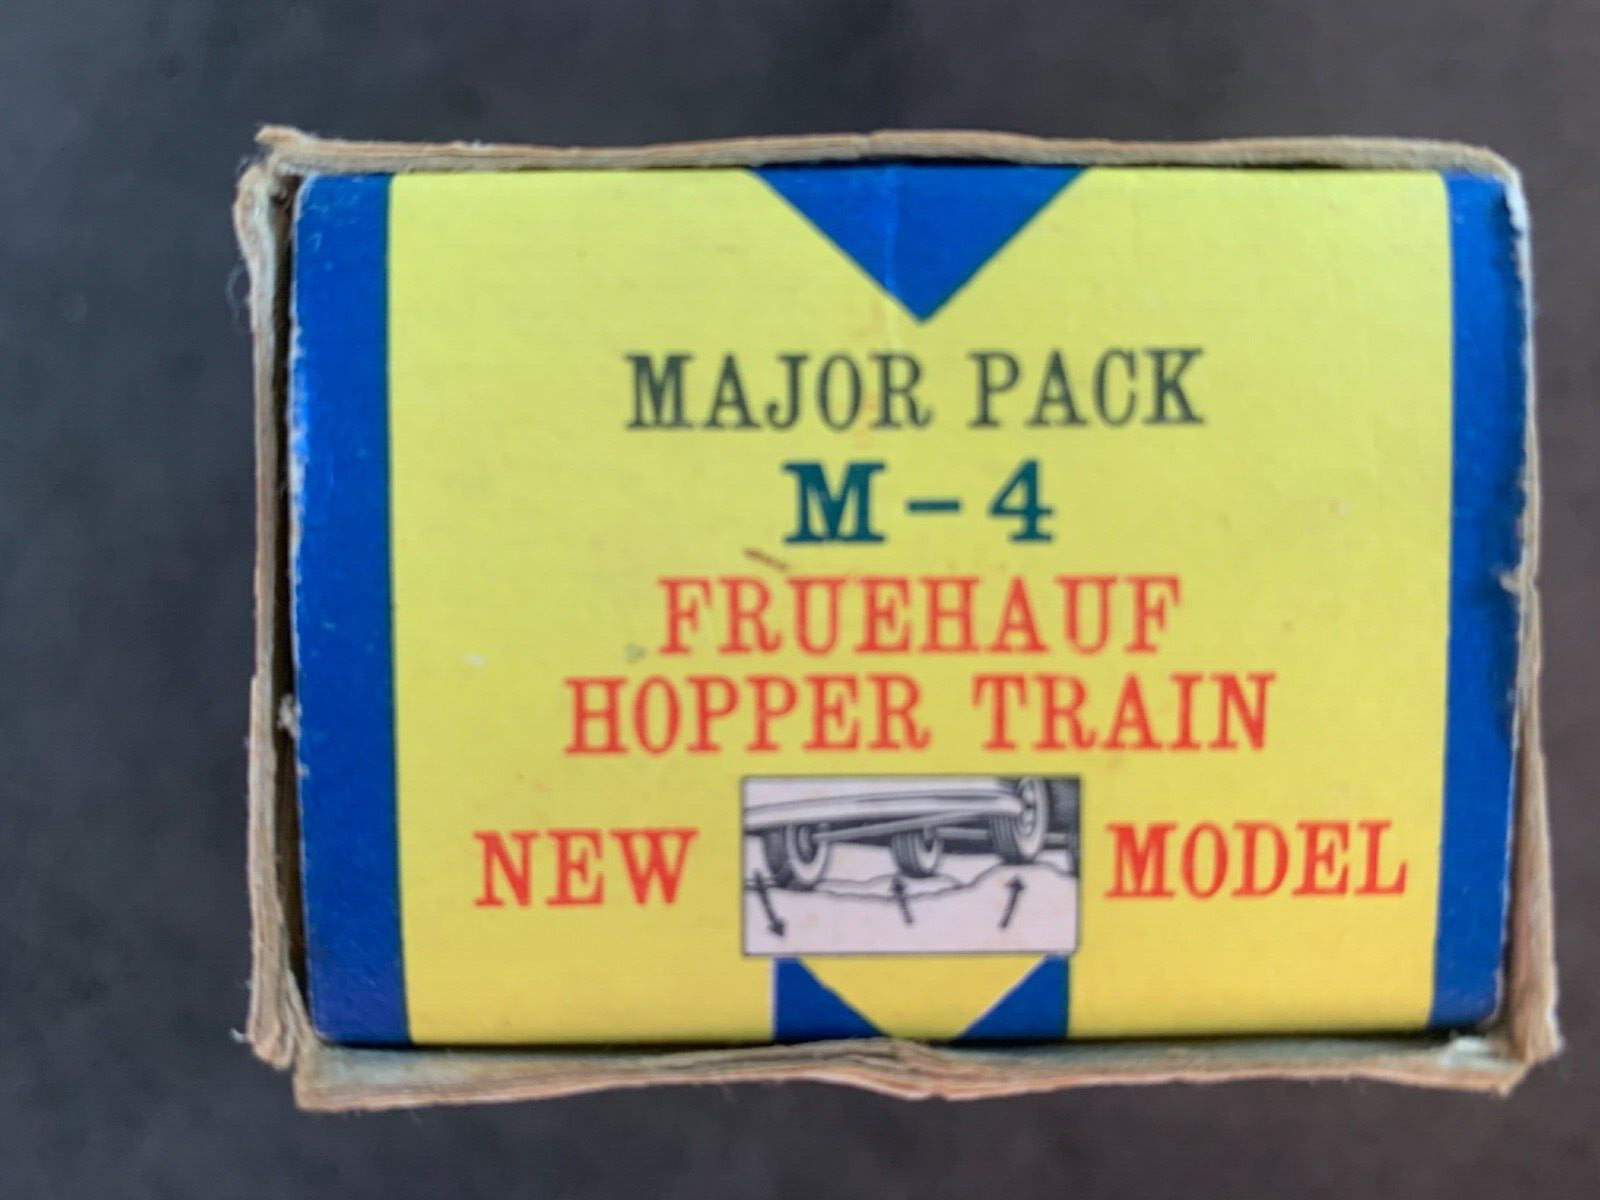 MAJOR PACK
M-4
FRUEHAUF
HOPPER TRAIN
NEW MODEL